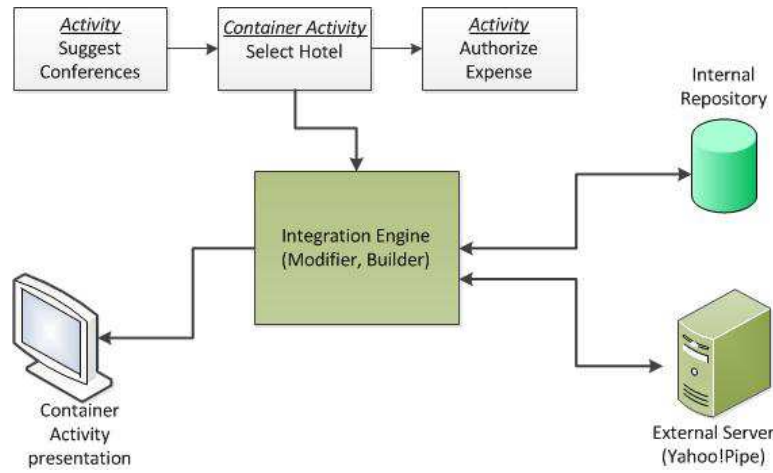 Activity
Suggest
Conferences
Container Activity
Select Hotel
Activity
Authorize
Expense
Internal
Repository
Integration Engine
(Modifier, Builder)
Container
Activity
presentation
External Server
(Yahoo!Pipe)